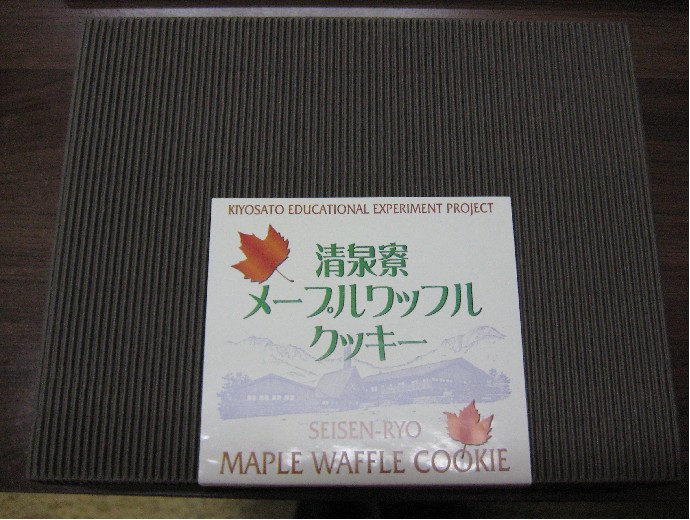 KIYOSATO EDUCATIONAL EXPERIMENT PROJECT
清泉寮
メープルワッフル
クッキー
SEISEN-RYO
MAPLE WAFFLE COOKIE